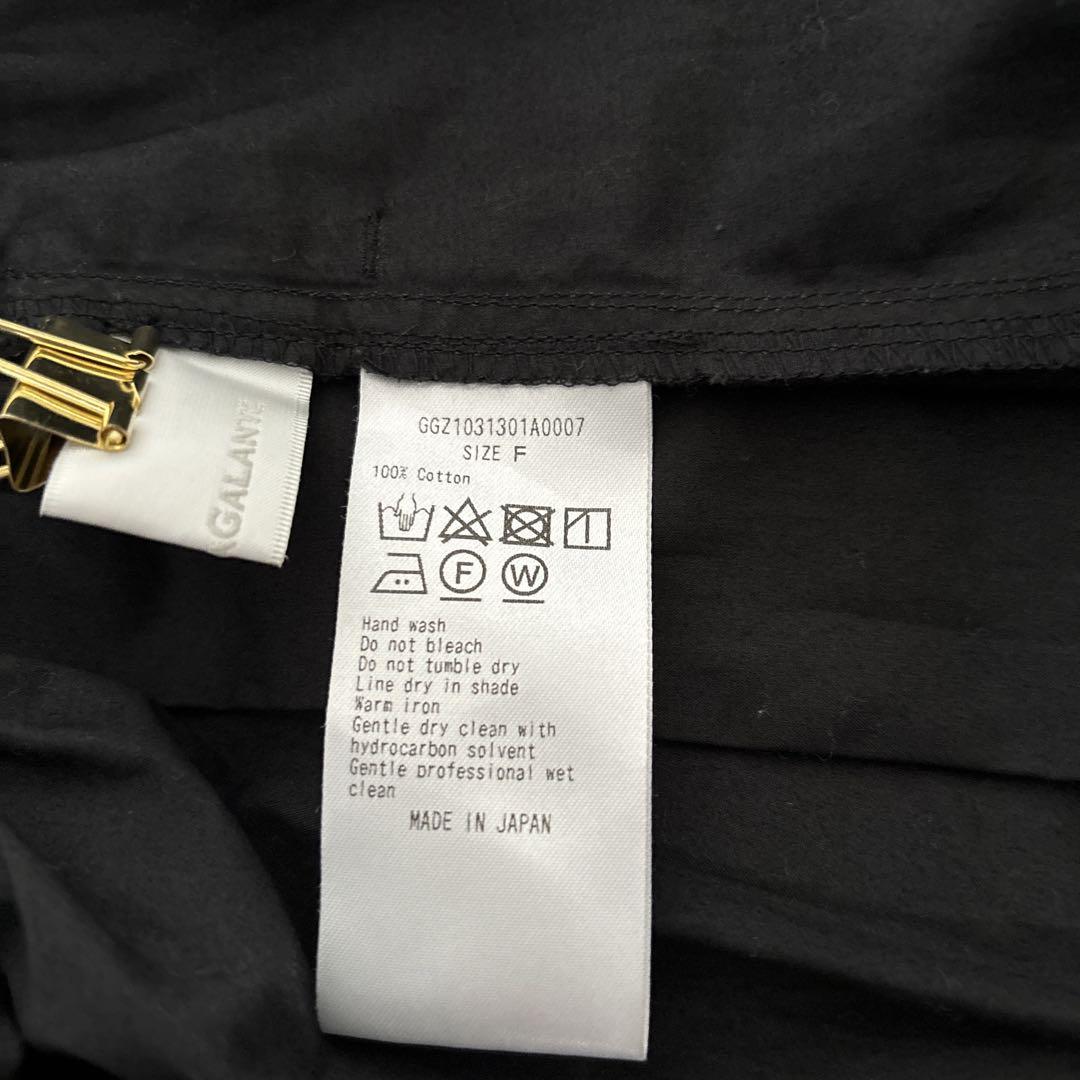 GALANTE
GGZ1031301A0007
SIZE F
100% Cotton
F W
Hand wash
Do not bleach
Do not tumble dry
Line dry in shade
Warm iron
Gentle dry clean with
hydrocarbon solvent
Gentle professional wet
clean
MADE IN JAPAN